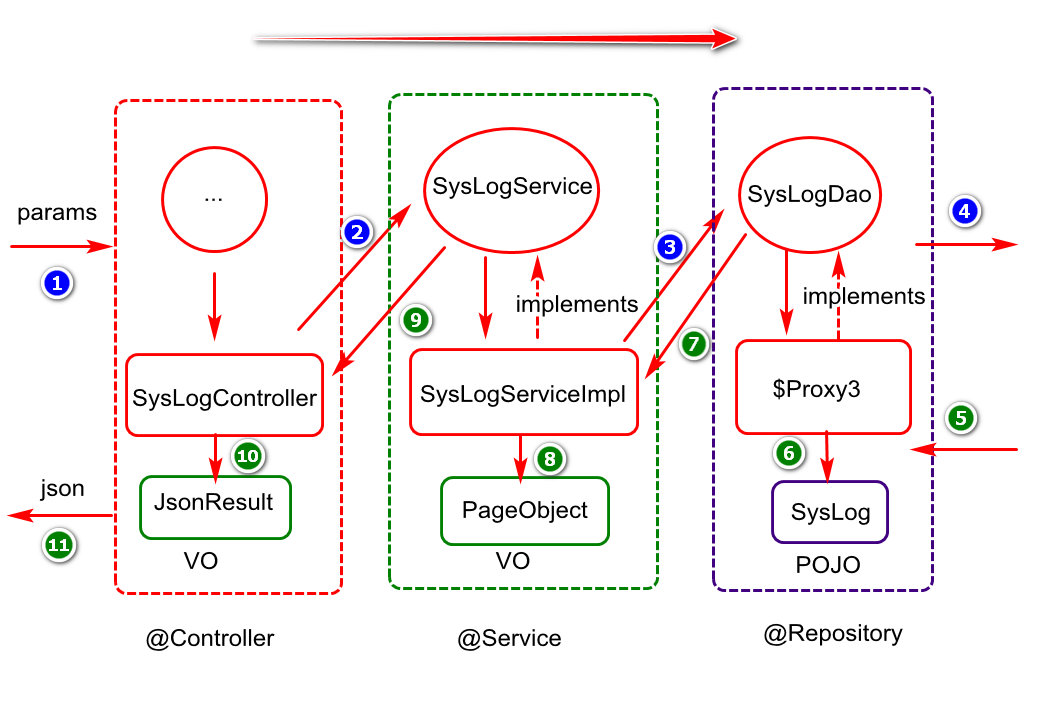 params
1
...
2
SysLogService
3
SysLogDao
4
implements
implements
9
7
SysLogController
SysLogServiceImpl
$Proxy3
5
10
8
6
json
11
JsonResult
PageObject
SysLog
VO
VO
POJO
@Controller
@Service
@Repository